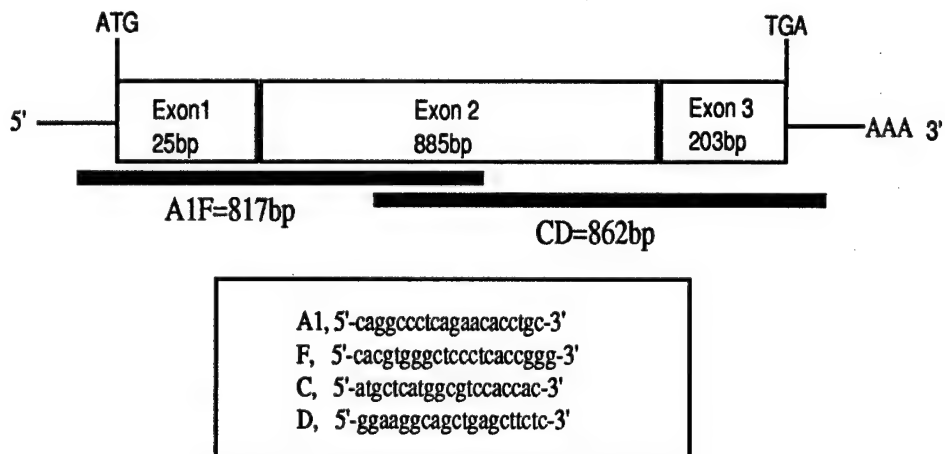 ATG
TGA
5'
Exon1
Exon 2
Exon 3
AAA 3'
25bp
885bp
203bp
A1F=817bp
CD=862bp
A1, 5'-caggccctcagaacacctgc-3'
F, 5'-cacgtgggctccctcaccggg-3'
C, 5'-atgctcatggcgtccaccac-3'
D, 5'-ggaaggcagctgagcttctc-3'